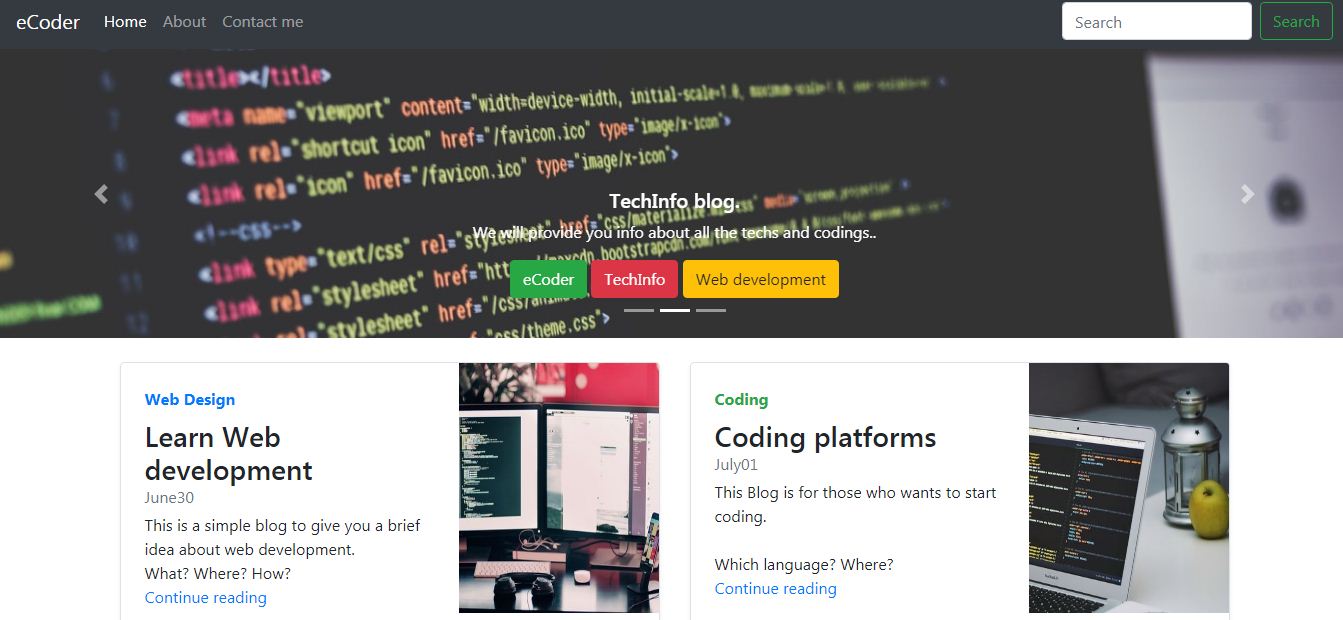 eCoder Home About Contact me Search Search
<title></title>
<meta name="viewport" content="width=device-width, initial-scale=1.0,
<link rel="shortcut icon" href="/favicon.ico" type="image/x-icon">
<link rel="icon" href="/favicon.ico" type="image/x-icon">
TechInfo blog.
<!--CSS-->
We will provide you info about all the techs and codings..
<link type="text/css" rel="stylesheet" href="css/materialize.
<link rel="stylesheet" href=
bootstrapcdn.com/
eCoder TechInfo Web development
<link rel="stylesheet" href="/css/
rel="stylesheet"
"css/theme.css">
Web Design
Learn Web
development
June30
This is a simple blog to give you a brief
idea about web development.
What? Where? How?
Continue reading
Coding
Coding platforms
July01
This Blog is for those who wants to start
coding.
Which language? Where?
Continue reading